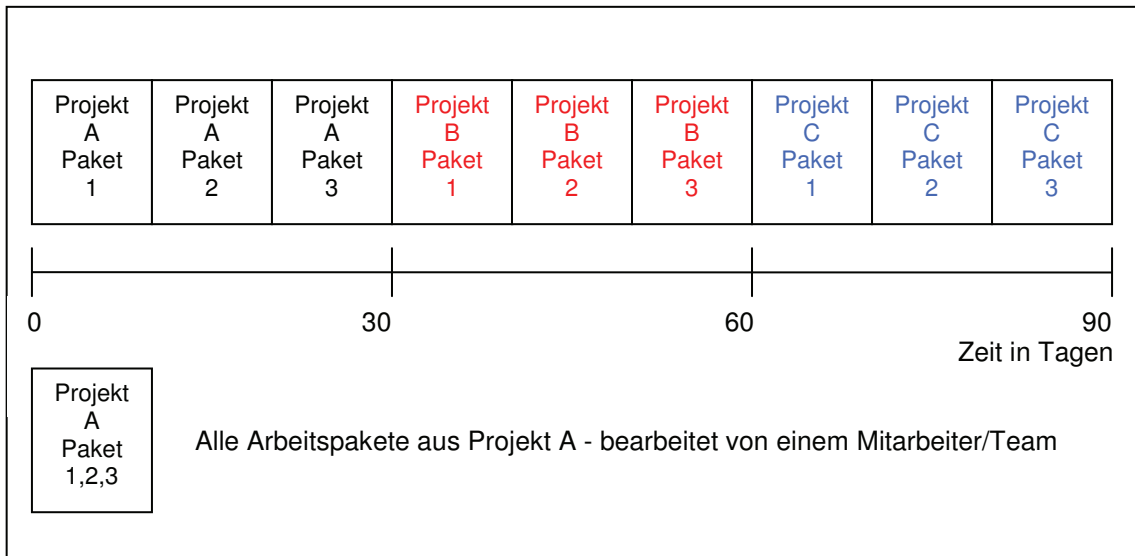 Projekt
A
Paket
1
Projekt
A
Paket
2
Projekt
A
Paket
3
Projekt
B
Paket
1
Projekt
B
Paket
2
Projekt
B
Paket
3
Projekt
C
Paket
1
Projekt
C
Paket
2
Projekt
C
Paket
3
0
30
60
90
Zeit in Tagen
Projekt
A
Paket
1,2,3
Alle Arbeitspakete aus Projekt A - bearbeitet von einem Mitarbeiter/Team